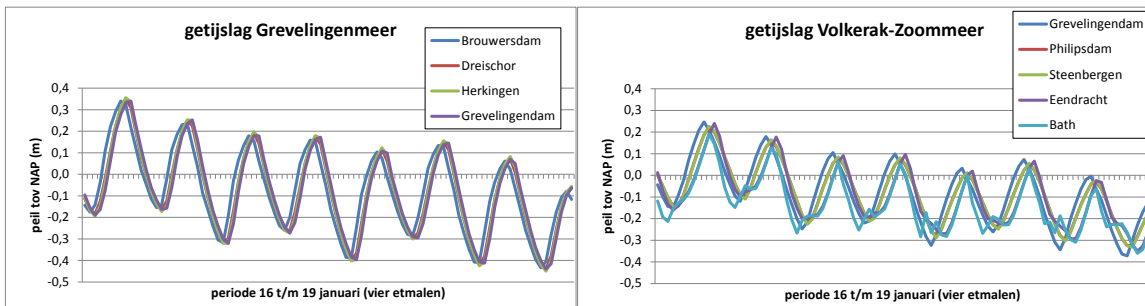 getijslag Grevelingenmeer
Brouwersdam
Dreischor
Herkingen
Grevelingendam
0,4
0,3
0,2
0,1
0,0
-0,1
-0,2
-0,3
-0,4
-0,5
peil tov NAP (m)
periode 16 t/m 19 januari (vier etmalen)
getijslag Volkerak-Zoommeer
Grevelingendam
Philipsdam
Steenbergen
Eendracht
Bath
0,4
0,3
0,2
0,1
0,0
-0,1
-0,2
-0,3
-0,4
-0,5
peil tov NAP (m)
periode 16 t/m 19 januari (vier etmalen)